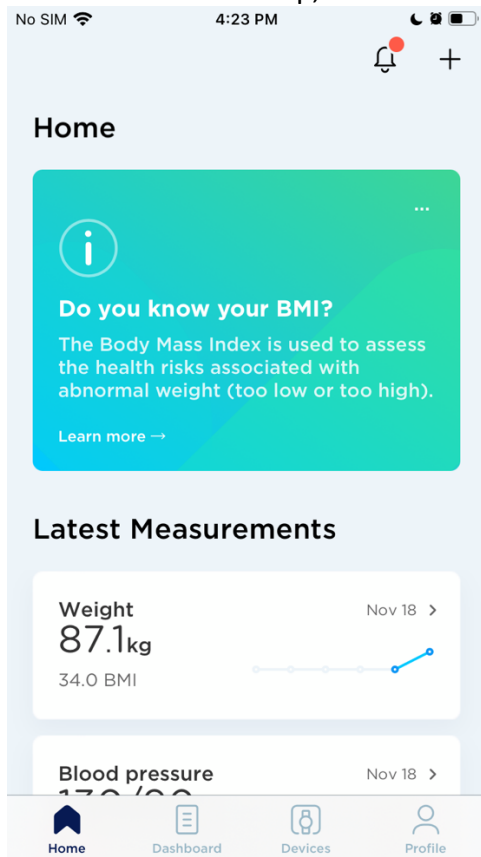 No SIM 4:23 PM
Home
...
Do you know your BMI?
The Body Mass Index is used to assess
the health risks associated with
abnormal weight (too low or too high).
Learn more →
Latest Measurements
Weight Nov 18 >
87.1kg
34.0 BMI
Blood pressure Nov 18 >
Home Dashboard Devices Profile